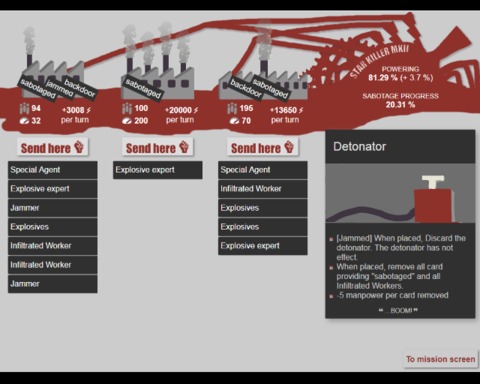 STAR KILLER MKII
POWERING
81.29 % (+ 3.7 %)
SABOTAGE PROGRESS
20.31 %
sabotaged
jammed
backdoor
94
32
+3008
per turn
sabotaged
100
200
+20000
per turn
backdoor
sabotaged
195
70
+13650
per turn
Send here
Special Agent
Explosive expert
Jammer
Explosives
Infiltrated Worker
Infiltrated Worker
Jammer
Send here
Explosive expert
Send here
Special Agent
Infiltrated Worker
Explosives
Explosives
Explosive expert
Detonator
[Jammed] When placed, Discard the
detonator. The detonator has not
effect.
When placed, remove all card
providing "sabotaged" and all
Infiltrated Workers.
-5 manpower per card removed
❝ ...BOOM! ❞
To mission screen